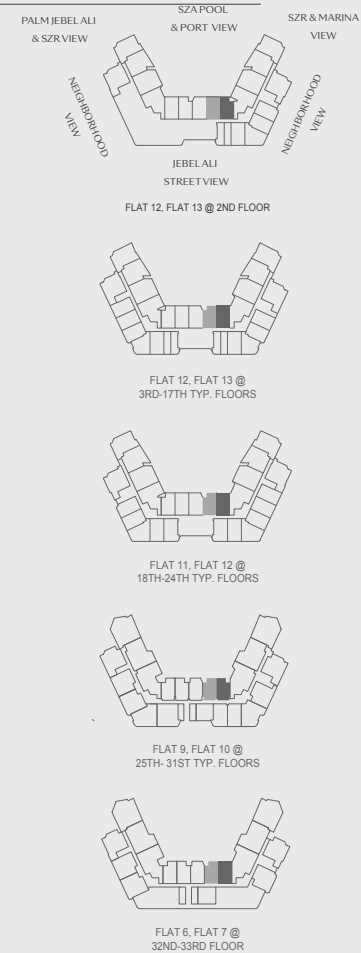 PALM JEBEL ALI
& SZR VIEW
SZA POOL
& PORT VIEW
SZR & MARINA
VIEW
NEIGHBORHOOD
VIEW
NEIGHBORHOOD
VIEW
JEBEL ALI
STREET VIEW
FLAT 12, FLAT 13 @ 2ND FLOOR
FLAT 12, FLAT 13 @
3RD-17TH TYP. FLOORS
FLAT 11, FLAT 12 @
18TH-24TH TYP. FLOORS
FLAT 9, FLAT 10 @
25TH- 31ST TYP. FLOORS
FLAT 6, FLAT 7 @
32ND-33RD FLOOR